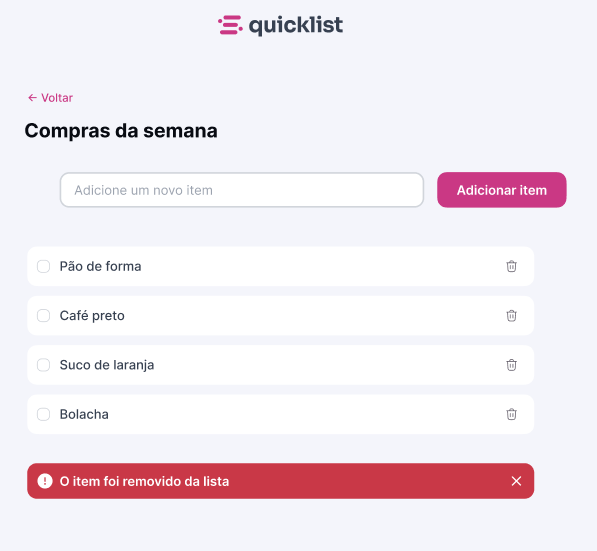 quicklist
← Voltar
Compras da semana
Adicione um novo item
Adicionar item
Pão de forma
Café preto
Suco de laranja
Bolacha
O item foi removido da lista